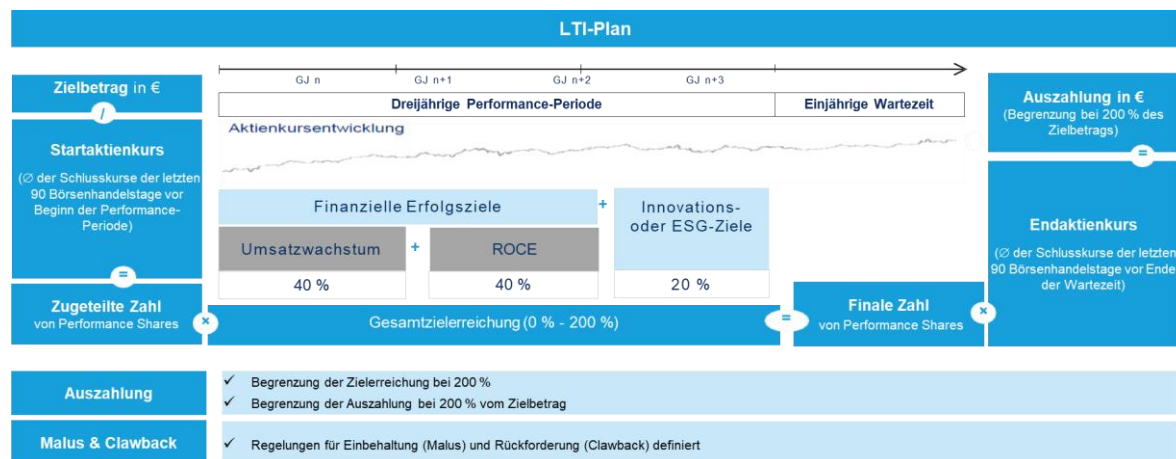 LTI-Plan
Zielbetrag in €
/
Startaktienkurs
(∅ der Schlusskurse der letzten
90 Börsenhandelstage vor
Beginn der Performance-
Periode)
=
Zugeteilte Zahl
von Performance Shares
×
GJ n
GJ n+1
GJ n+2
GJ n+3
Dreijährige Performance-Periode
Einjährige Wartezeit
Aktienkursentwicklung
Finanzielle Erfolgsziele
+
Innovations-
oder ESG-Ziele
Umsatzwachstum
+
ROCE
40 %
40 %
20 %
Gesamtzielerreichung (0 % - 200 %)
=
Finale Zahl
von Performance Shares
×
Auszahlung in €
(Begrenzung bei 200 % des
Zielbetrags)
=
Endaktienkurs
(∅ der Schlusskurse der letzten
90 Börsenhandelstage vor Ende
der Wartezeit)
Auszahlung
✓ Begrenzung der Zielerreichung bei 200 %
✓ Begrenzung der Auszahlung bei 200 % vom Zielbetrag
Malus & Clawback
✓ Regelungen für Einbehaltung (Malus) und Rückforderung (Clawback) definiert